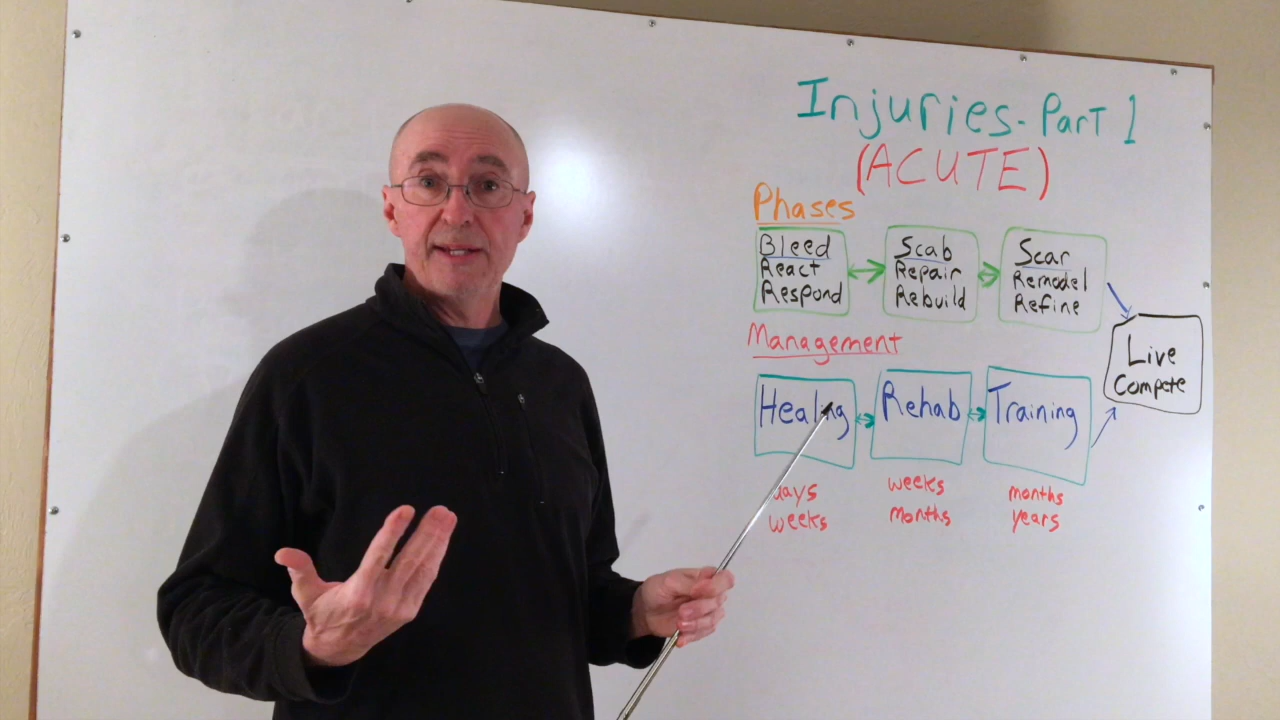 Injuries - Part 1
(ACUTE)
Phases
Bleed
React
Respond
Scab
Repair
Rebuild
Scar
Remodel
Refine
Management
Live
Compete
Healing
Rehab
Training
days
weeks
weeks
months
months
years